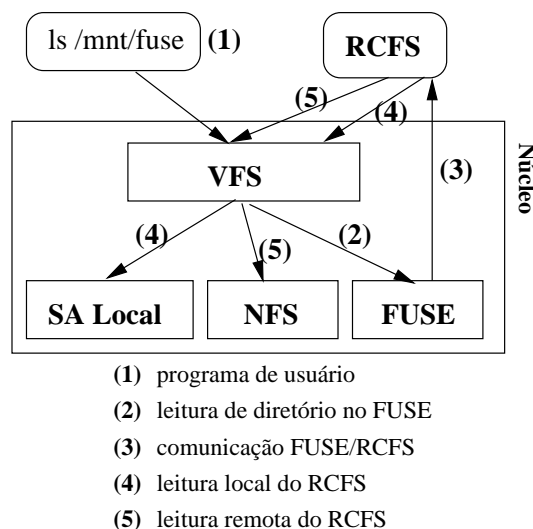 ls /mnt/fuse (1)
RCFS
(5)
(4)
Núcleo
VFS
(3)
(4)
(5)
(2)
SA Local
NFS
FUSE
(1) programa de usuário
(2) leitura de diretório no FUSE
(3) comunicação FUSE/RCFS
(4) leitura local do RCFS
(5) leitura remota do RCFS